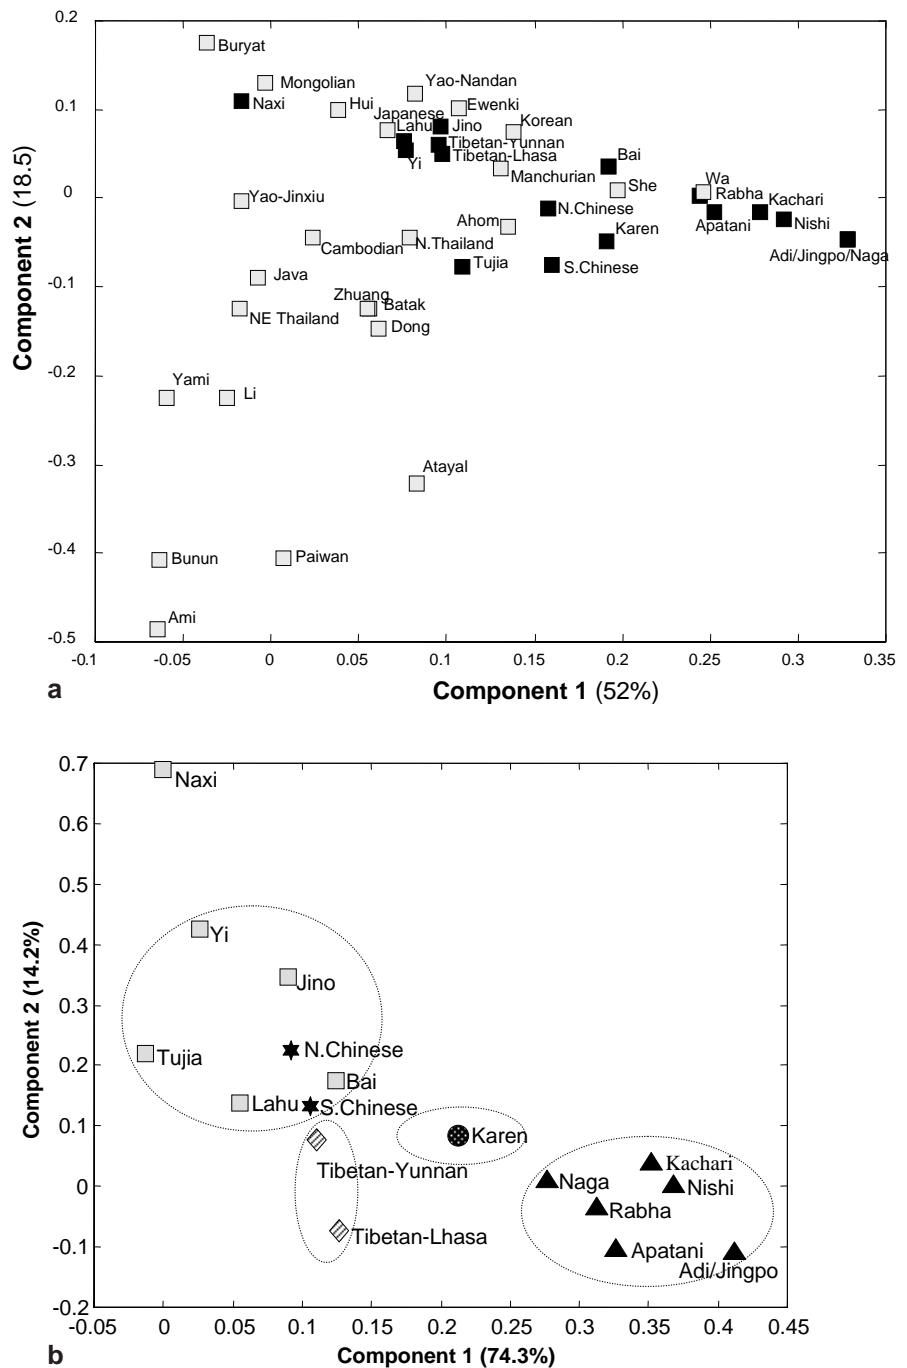 0.2
Buryat
Mongolian
Yao-Nandan
Naxi
Hui
Ewenki
0.1
Japanese
Korean
Lahu
Jino
Tibetan-Yunnan
Yi
Tibetan-Lhasa
Bai
Manchurian
Wa
She
Rabha
0
Yao-Jinxiu
N.Chinese
Kachari
Ahom
Karen
Apatani
Nishi
Cambodian
N.Thailand
Adi/Jingpo/Naga
Java
Tujia
S.Chinese
-0.1
Zhuang
Batak
NE Thailand
Dong
Yami
Li
-0.2
-0.3
Atayal
-0.4
Bunun
Paiwan
Ami
-0.5
Component 2 (18.5)
-0.1 -0.05 0 0.05 0.1 0.15 0.2 0.25 0.3 0.35
a
Component 1 (52%)
0.7
Naxi
0.6
0.5
Yi
0.4
Jino
0.3
N.Chinese
Tujia
0.2
Bai
Lahu
S.Chinese
0.1
Karen
Tibetan-Yunnan
Kachari
Naga
Nishi
0
Rabha
Tibetan-Lhasa
Apatani
-0.1
Adi/Jingpo
-0.2
Component 2 (14.2%)
-0.05 0 0.05 0.1 0.15 0.2 0.25 0.3 0.35 0.4 0.45
b
Component 1 (74.3%)